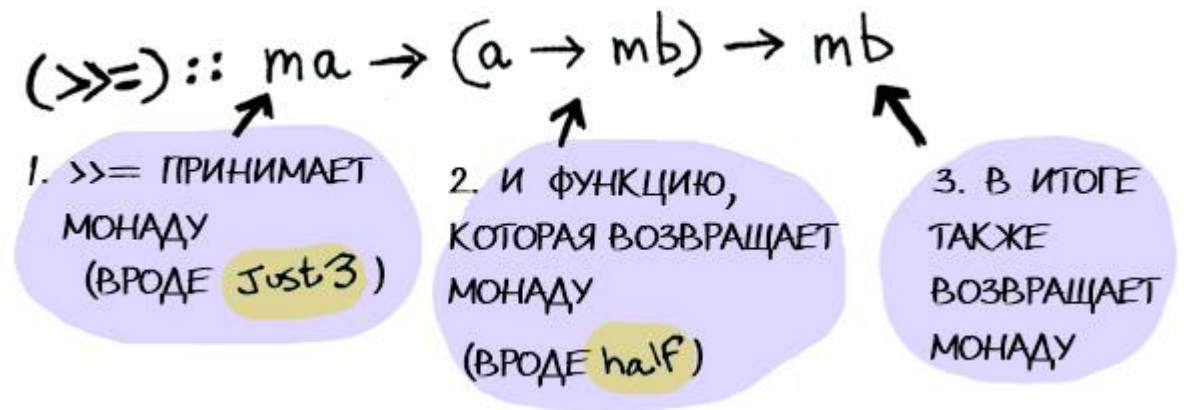 (>>=) :: ma → (a → mb) → mb
1. >>= ПРИНИМАЕТ
МОНАДУ
(ВРОДЕ Just 3)
2. И ФУНКЦИЮ,
КОТОРАЯ ВОЗВРАЩАЕТ
МОНАДУ
(ВРОДЕ half)
3. В ИТОГЕ
ТАКЖЕ
ВОЗВРАЩАЕТ
МОНАДУ